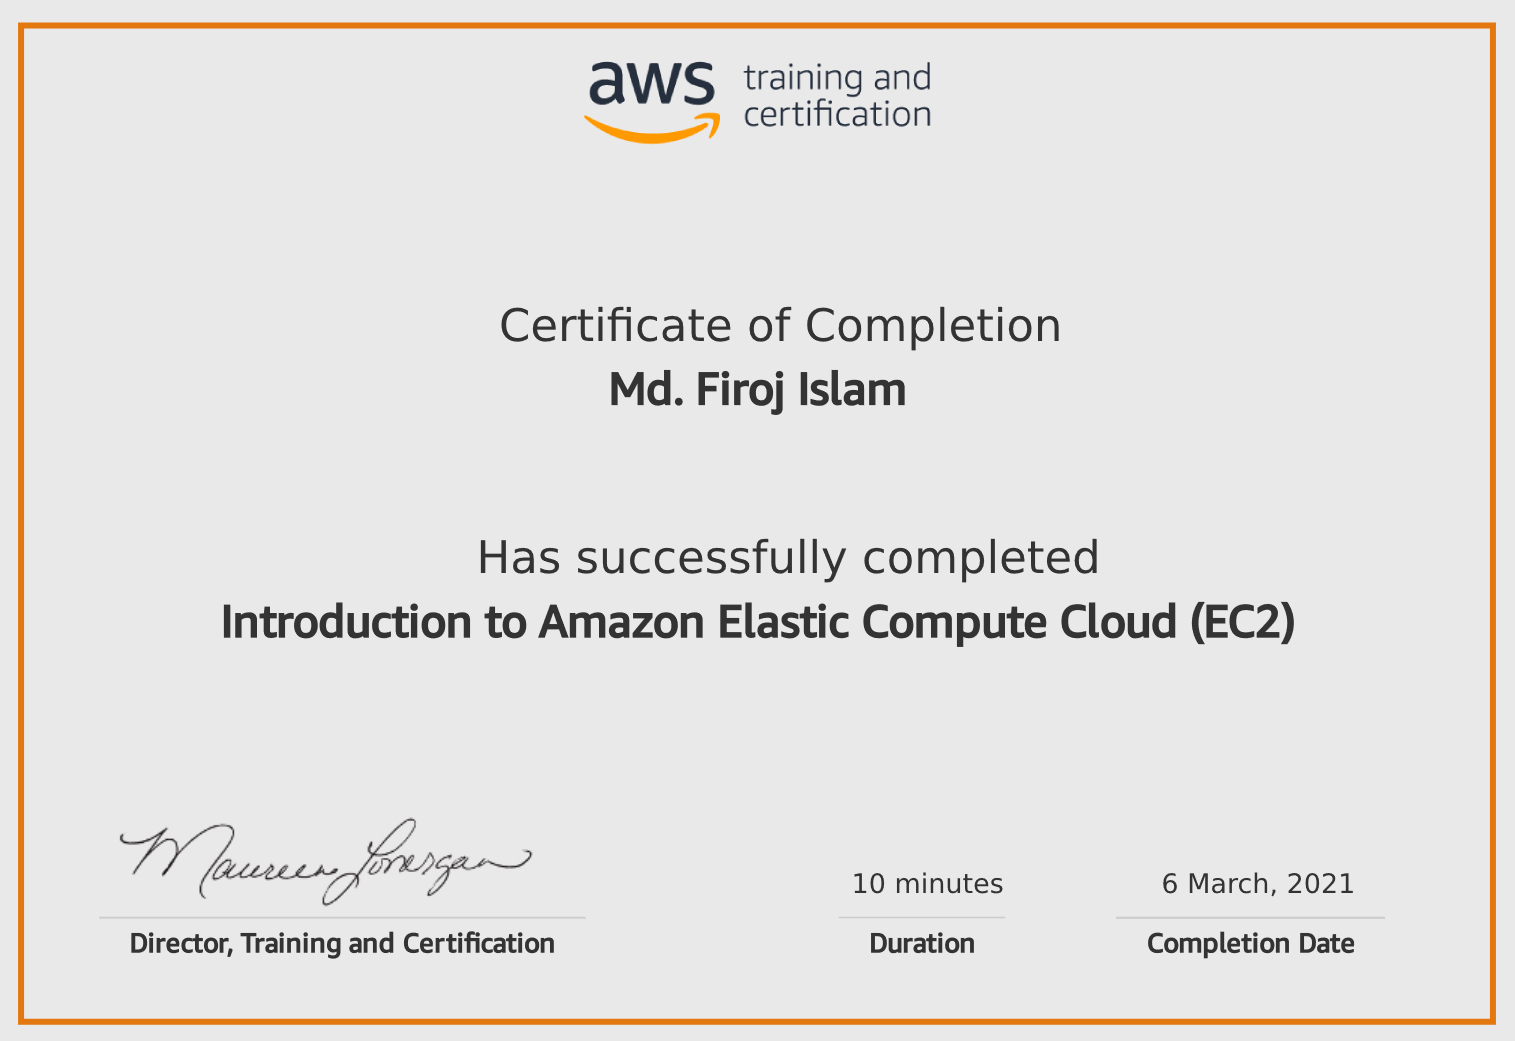 aws training and
certification
Certificate of Completion
Md. Firoj Islam
Has successfully completed
Introduction to Amazon Elastic Compute Cloud (EC2)
Maureen Lonergan
10 minutes
6 March, 2021
Director, Training and Certification
Duration
Completion Date